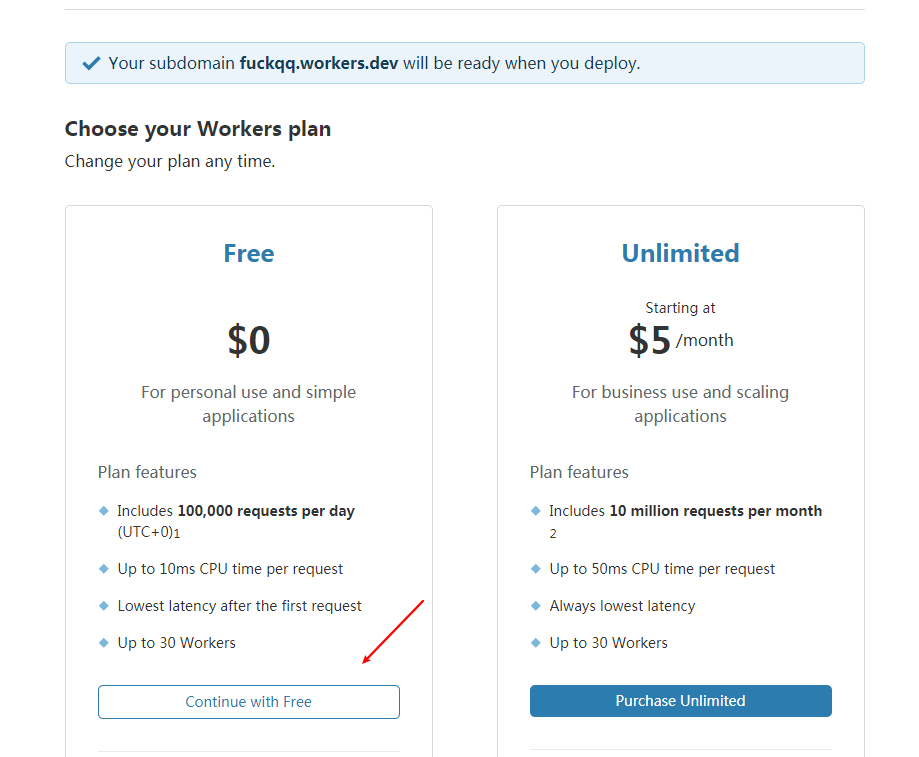 Your subdomain fuckqq.workers.dev will be ready when you deploy.
Choose your Workers plan
Change your plan any time.
Free
$0
For personal use and simple
applications
Plan features
Includes 100,000 requests per day
(UTC+0)1
Up to 10ms CPU time per request
Lowest latency after the first request
Up to 30 Workers
Continue with Free
Unlimited
Starting at
$5 /month
For business use and scaling
applications
Plan features
Includes 10 million requests per month
2
Up to 50ms CPU time per request
Always lowest latency
Up to 30 Workers
Purchase Unlimited